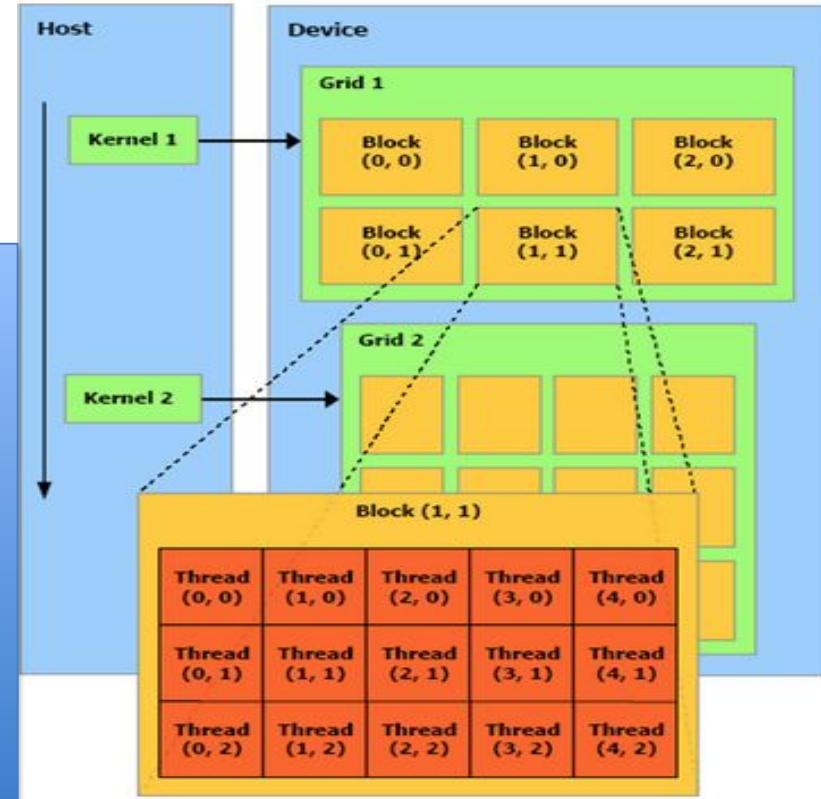 Host
Device
Grid 1
Kernel 1
Block
(0, 0)
Block
(1, 0)
Block
(2, 0)
Block
(0, 1)
Block
(1, 1)
Block
(2, 1)
Grid 2
Kernel 2
Block (1, 1)
Thread
(0, 0)
Thread
(1, 0)
Thread
(2, 0)
Thread
(3, 0)
Thread
(4, 0)
Thread
(0, 1)
Thread
(1, 1)
Thread
(2, 1)
Thread
(3, 1)
Thread
(4, 1)
Thread
(0, 2)
Thread
(1, 2)
Thread
(2, 2)
Thread
(3, 2)
Thread
(4, 2)